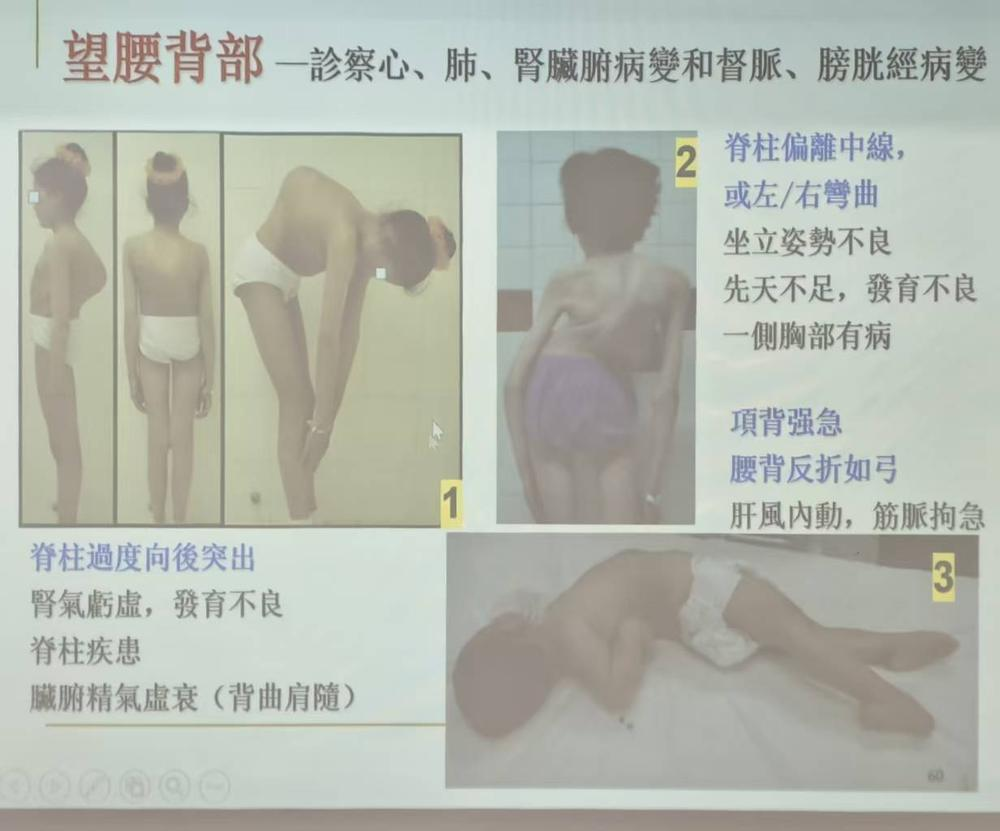 望腰背部 —診察心、肺、腎臟腑病變和督脈、膀胱經病變
1
脊柱過度向後突出
腎氣虧虛，發育不良
脊柱疾患
臟腑精氣虛衰（背曲肩隨）
2
脊柱偏離中線，
或左/右彎曲
坐立姿勢不良
先天不足，發育不良
一側胸部有病
項背强急
腰背反折如弓
肝風內動，筋脈拘急
3
60